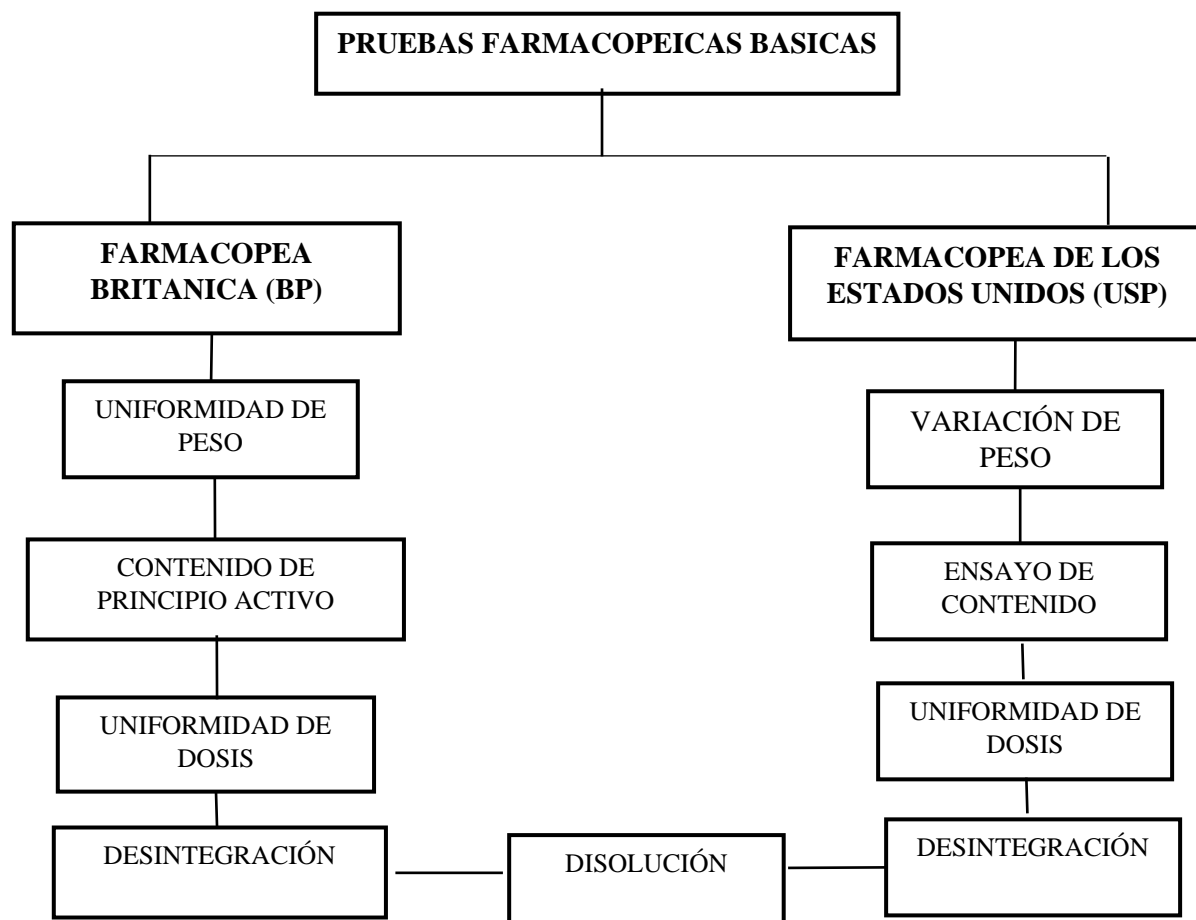 PRUEBAS FARMACOPEICAS BASICAS
FARMACOPEA
BRITANICA (BP)
UNIFORMIDAD DE
PESO
CONTENIDO DE
PRINCIPIO ACTIVO
UNIFORMIDAD DE
DOSIS
DESINTEGRACIÓN
DISOLUCIÓN
FARMACOPEA DE LOS
ESTADOS UNIDOS (USP)
VARIACIÓN DE
PESO
ENSAYO DE
CONTENIDO
UNIFORMIDAD DE
DOSIS
DESINTEGRACIÓN